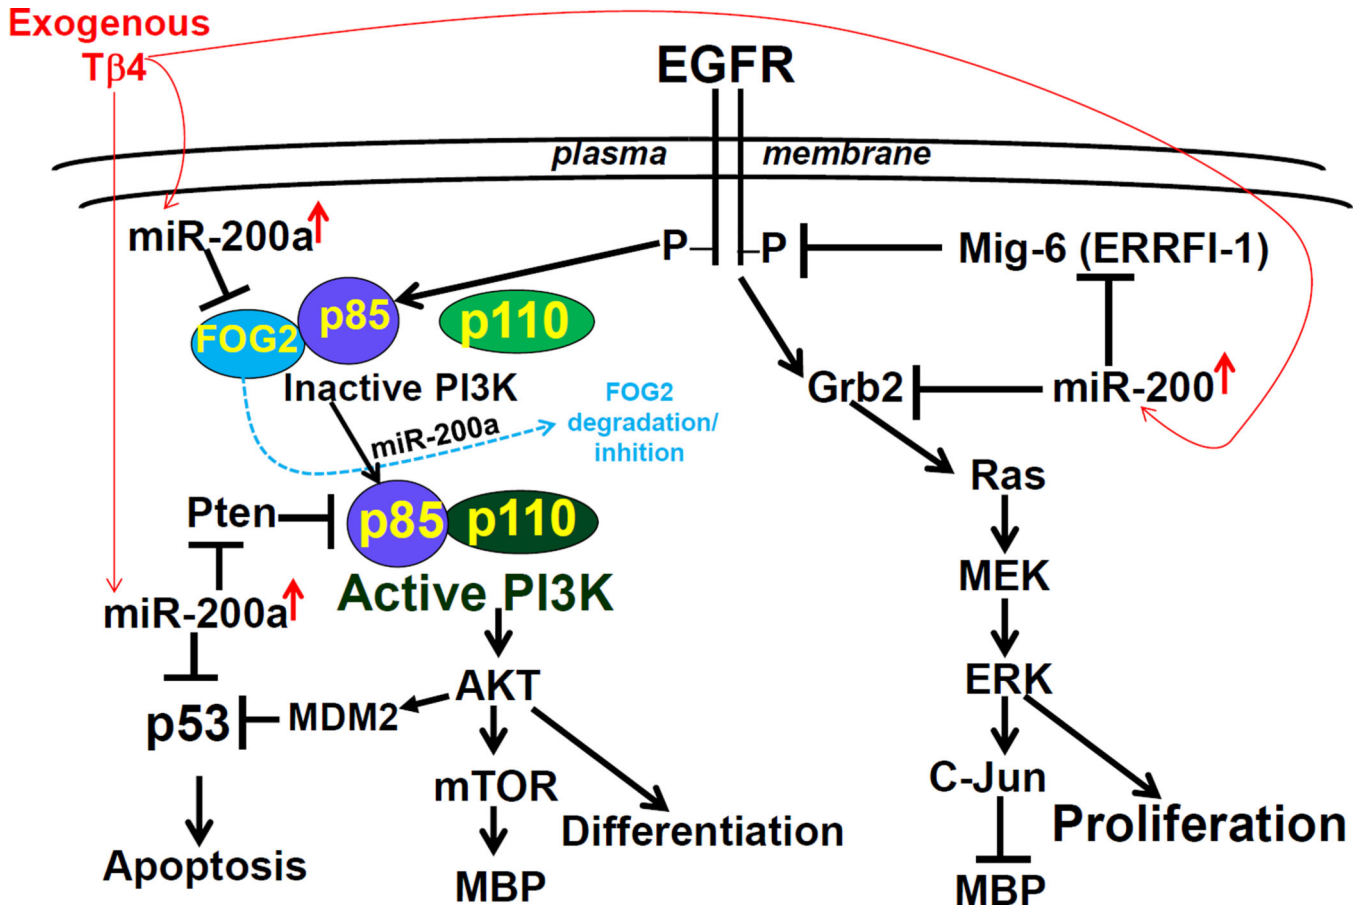 Exogenous
Tβ4
EGFR
plasma membrane
miR-200a
P P
Mig-6 (ERRFI-1)
FOG2
p85
p110
Inactive PI3K
Grb2
miR-200
miR-200a
FOG2
degradation/
inhition
Ras
Pten
p85
p110
MEK
Active PI3K
miR-200a
AKT
ERK
p53
MDM2
mTOR
C-Jun
Differentiation
Proliferation
Apoptosis
MBP
MBP